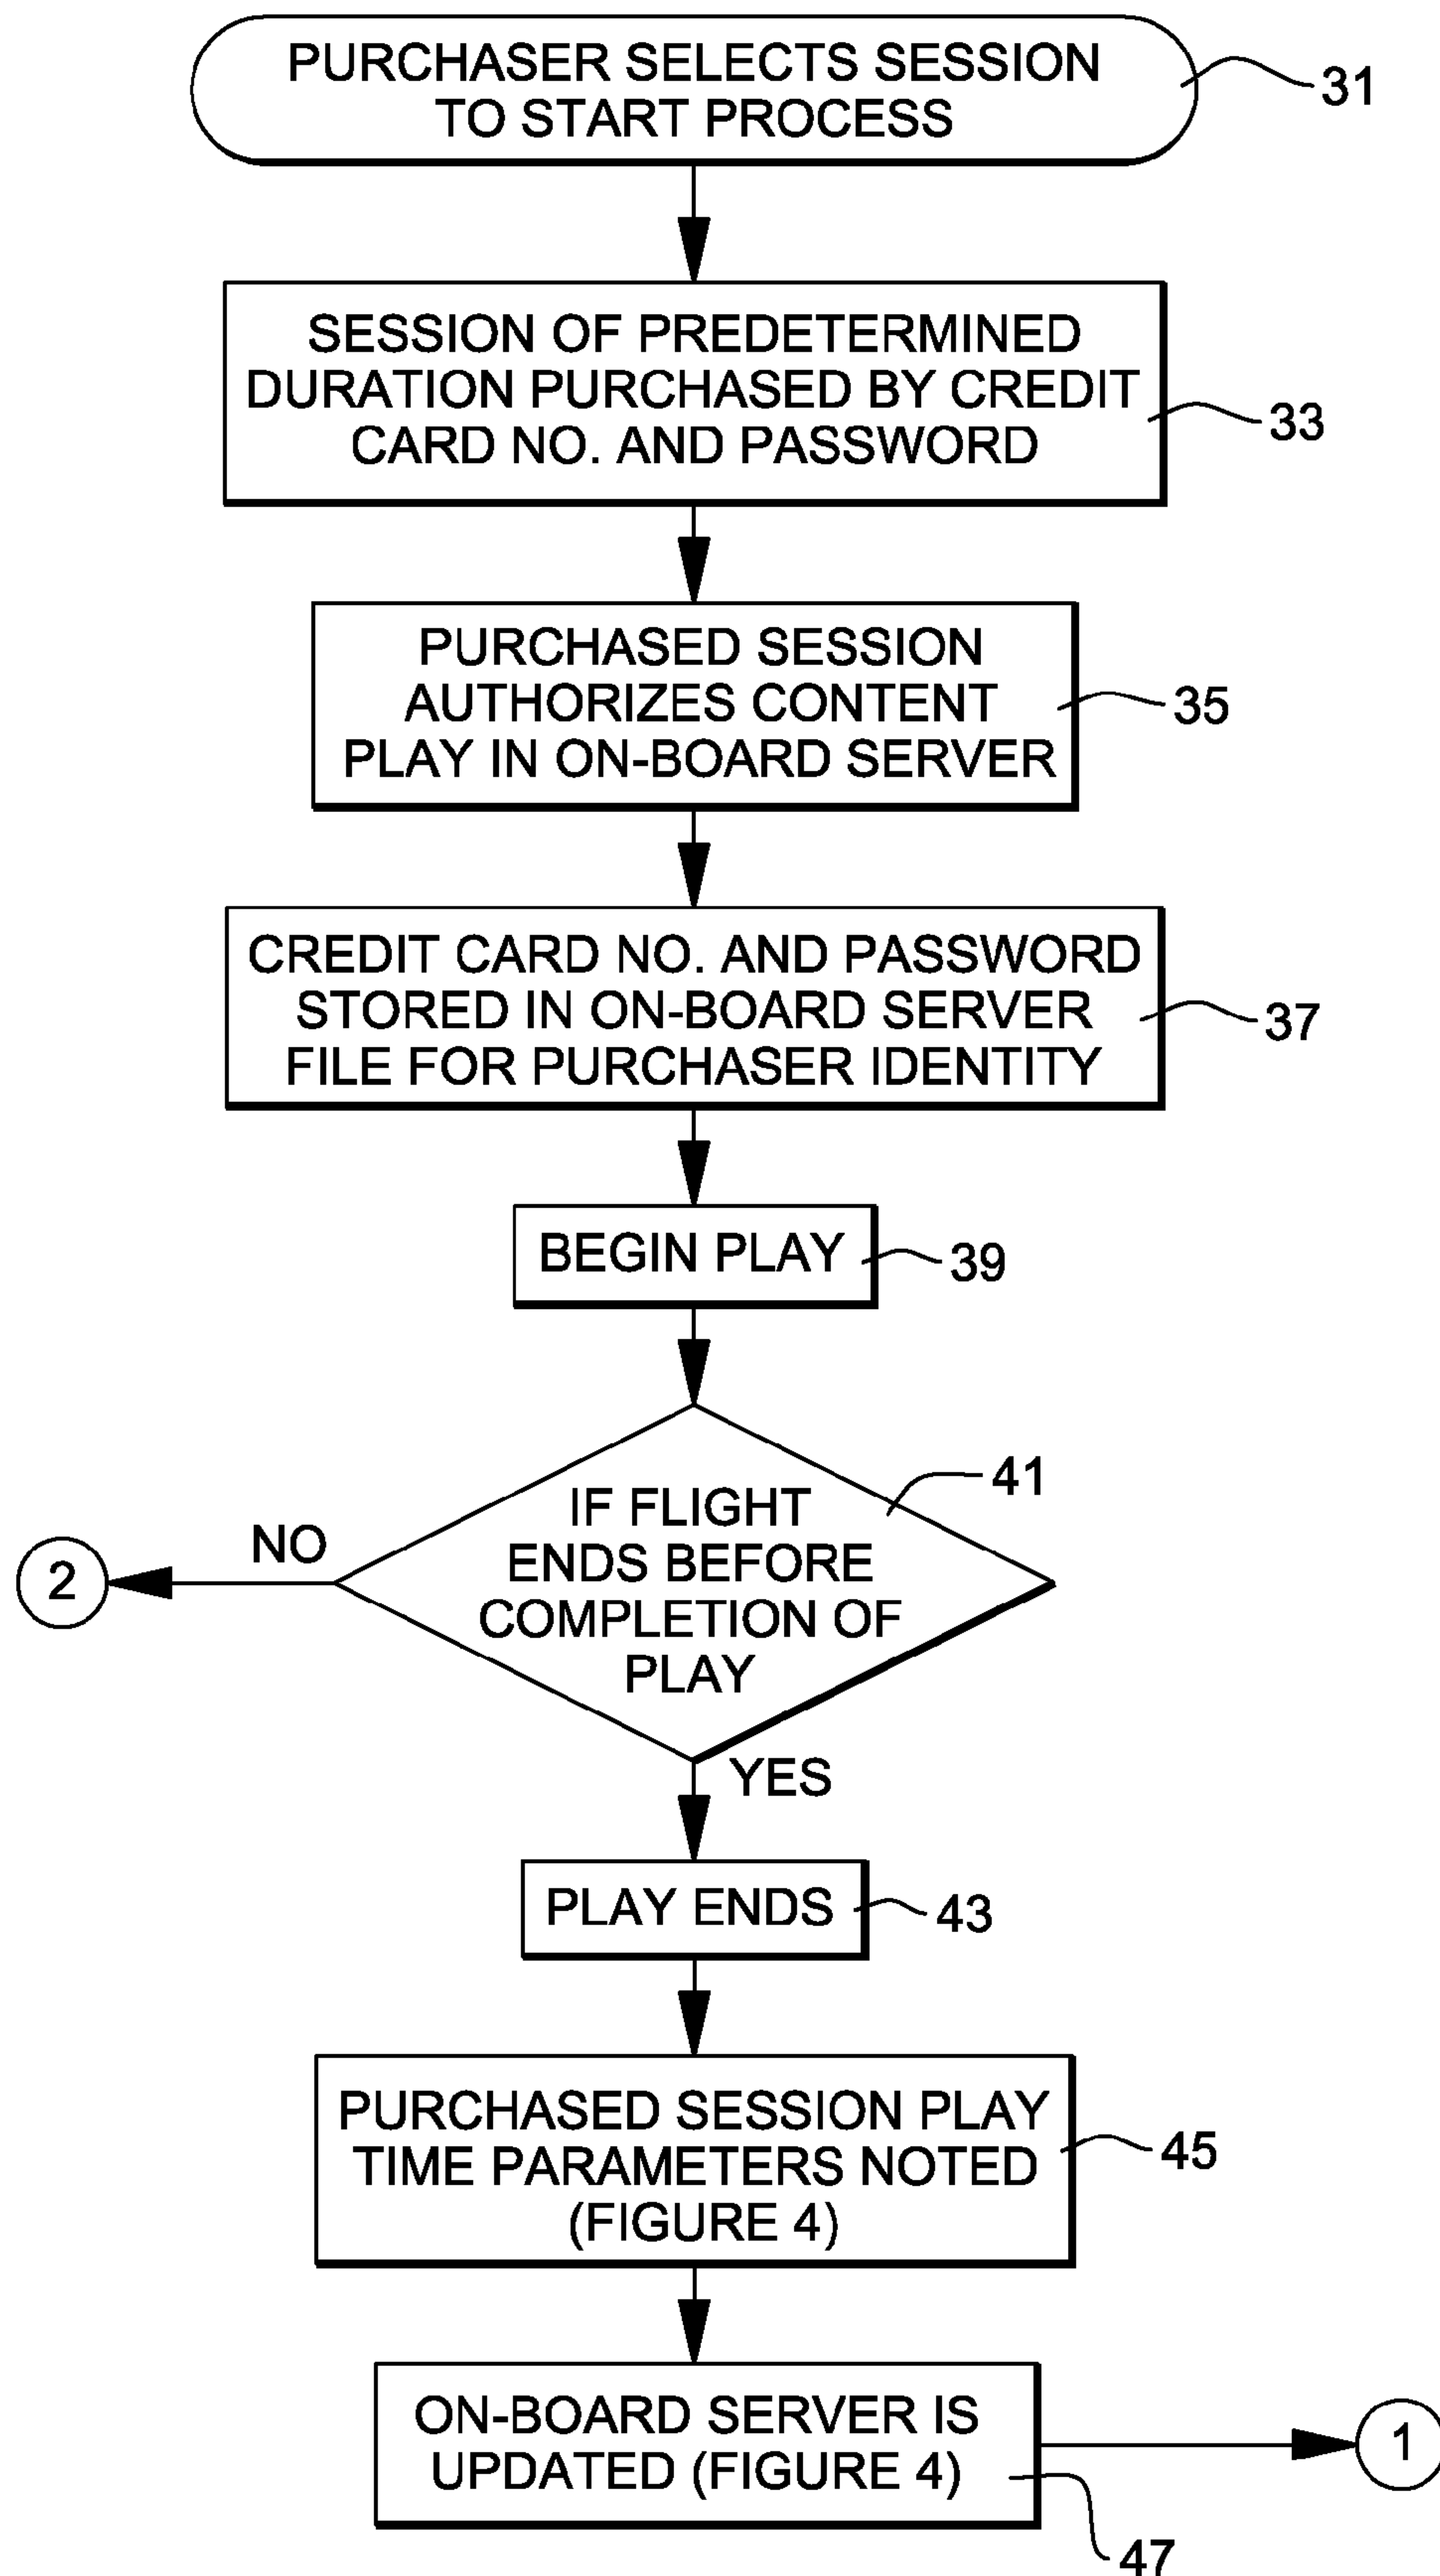 PURCHASER SELECTS SESSION
TO START PROCESS
31
SESSION OF PREDETERMINED
DURATION PURCHASED BY CREDIT
CARD NO. AND PASSWORD
33
PURCHASED SESSION
AUTHORIZES CONTENT
PLAY IN ON-BOARD SERVER
35
CREDIT CARD NO. AND PASSWORD
STORED IN ON-BOARD SERVER
FILE FOR PURCHASER IDENTITY
37
BEGIN PLAY
39
IF FLIGHT
ENDS BEFORE
COMPLETION OF
PLAY
41
NO
2
YES
PLAY ENDS
43
PURCHASED SESSION PLAY
TIME PARAMETERS NOTED
(FIGURE 4)
45
ON-BOARD SERVER IS
UPDATED (FIGURE 4)
1
47